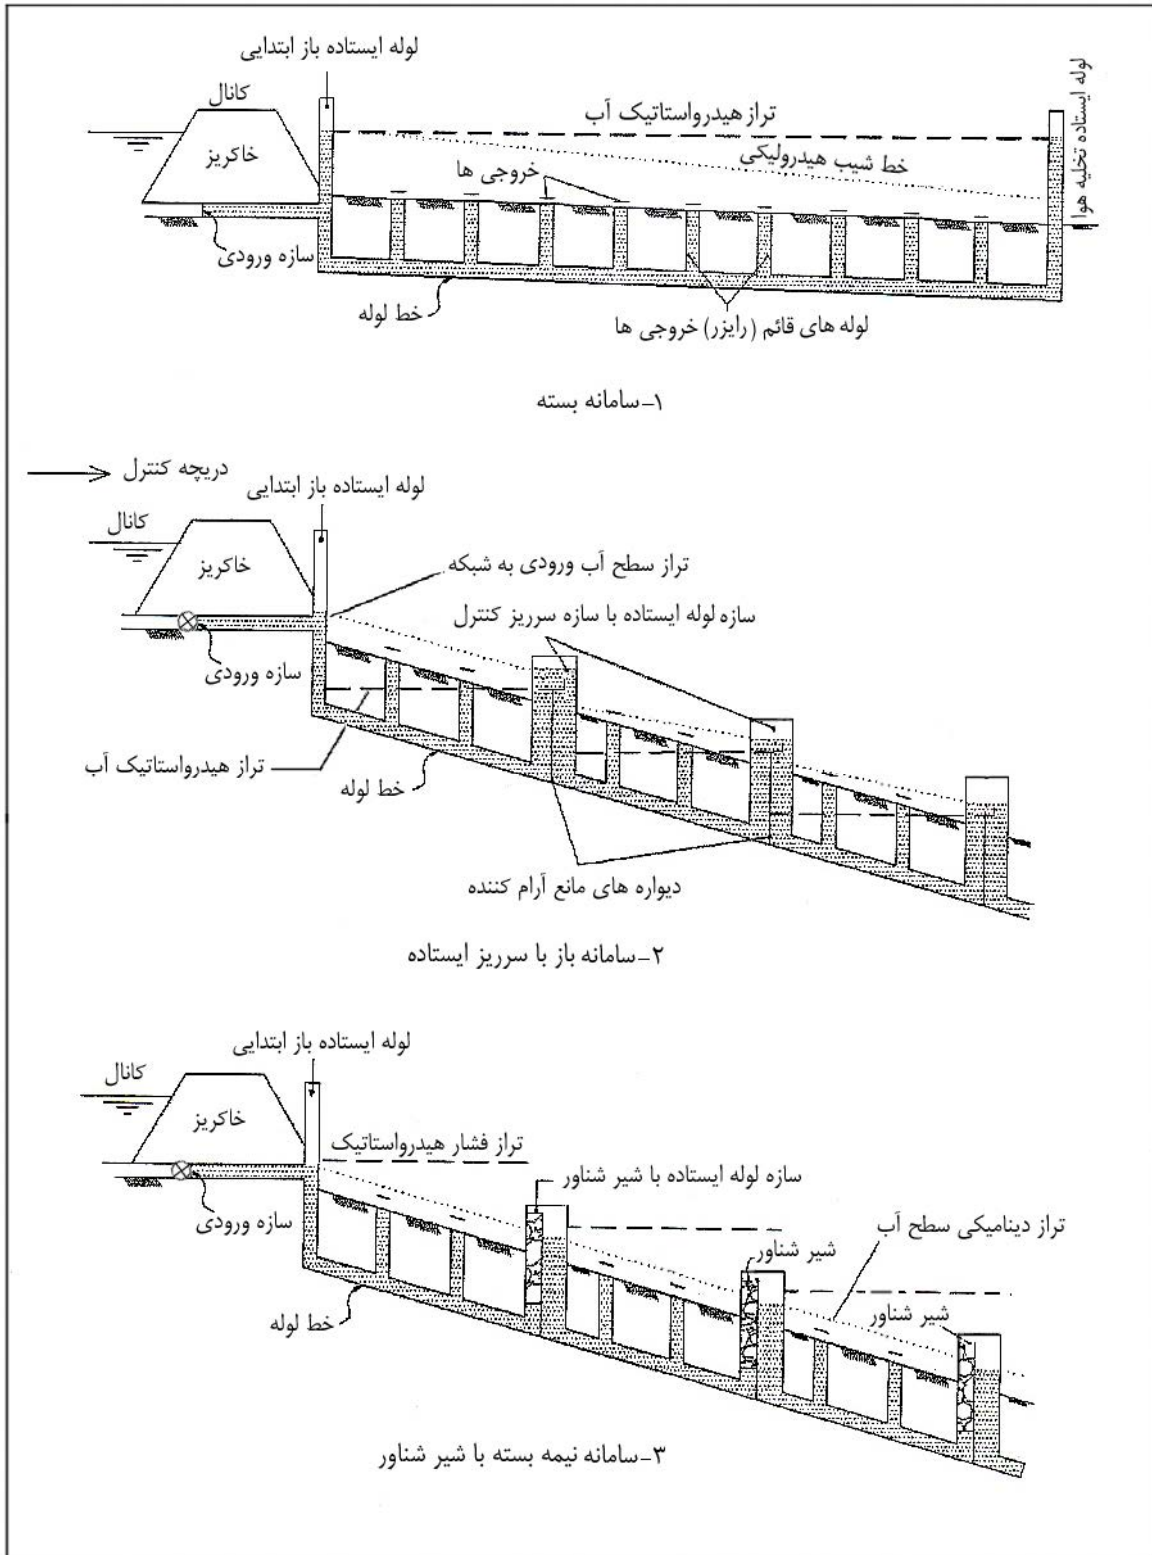 لوله ایستاده باز ابتدایی
کانال
خاکریز
تراز هیدرواستاتیک آب
خط شیب هیدرولیکی
لوله ایستاده تخلیه هوا
خروجی ها
سازه ورودی
خط لوله
لوله های قائم (رایزر) خروجی ها
۱-سامانه بسته
دریچه کنترل
لوله ایستاده باز ابتدایی
کانال
خاکریز
تراز سطح آب ورودی به شبکه
سازه لوله ایستاده با سازه سرریز کنترل
سازه ورودی
تراز هیدرواستاتیک آب
خط لوله
دیواره های مانع آرام کننده
۲-سامانه باز با سرریز ایستاده
لوله ایستاده باز ابتدایی
کانال
خاکریز
تراز فشار هیدرواستاتیک
سازه لوله ایستاده با شیر شناور
سازه ورودی
تراز دینامیکی سطح آب
شیر شناور
شیر شناور
خط لوله
۳-سامانه نیمه بسته با شیر شناور